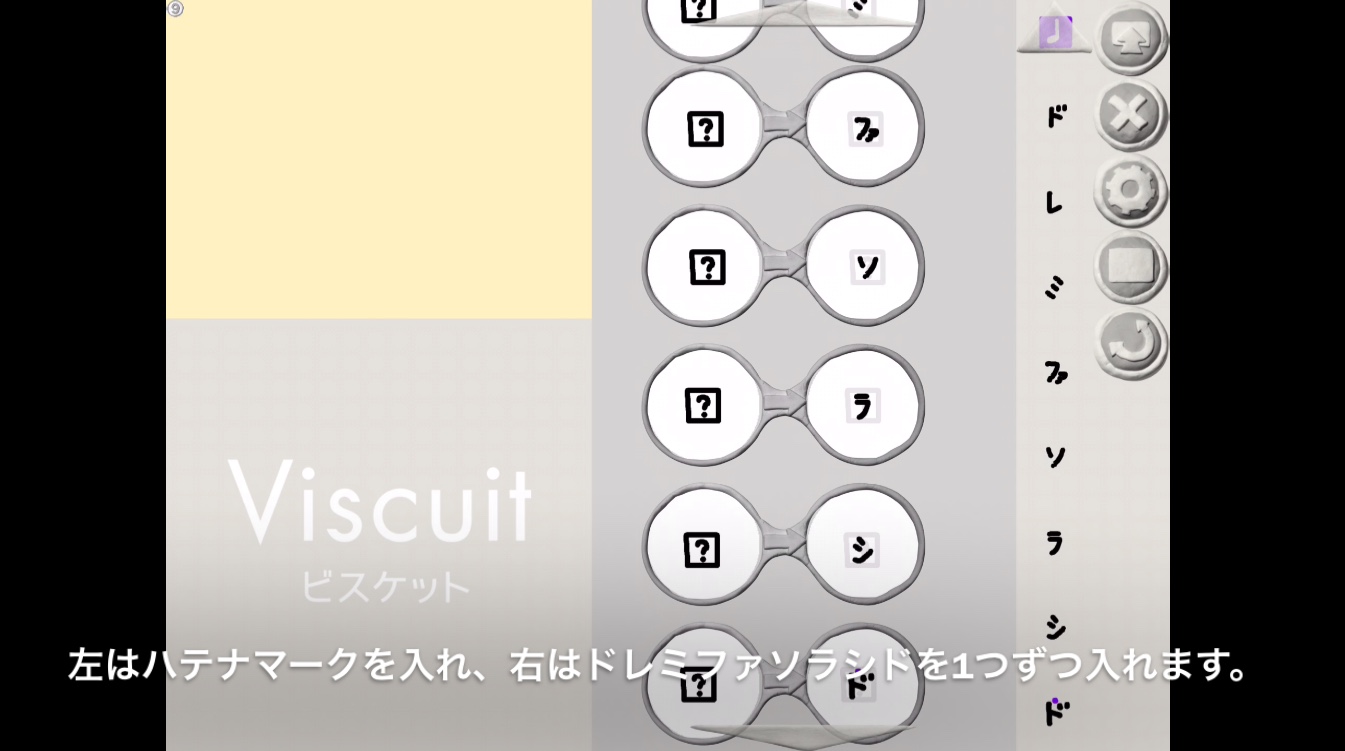 9
? ミ
? ファ
? ソ
? ラ
? シ
? ド
ド
レ
ミ
ファ
ソ
ラ
シ
ド
Viscuit
ビスケット
左はハテナマークを入れ、右はドレミファソラシドを1つずつ入れます。